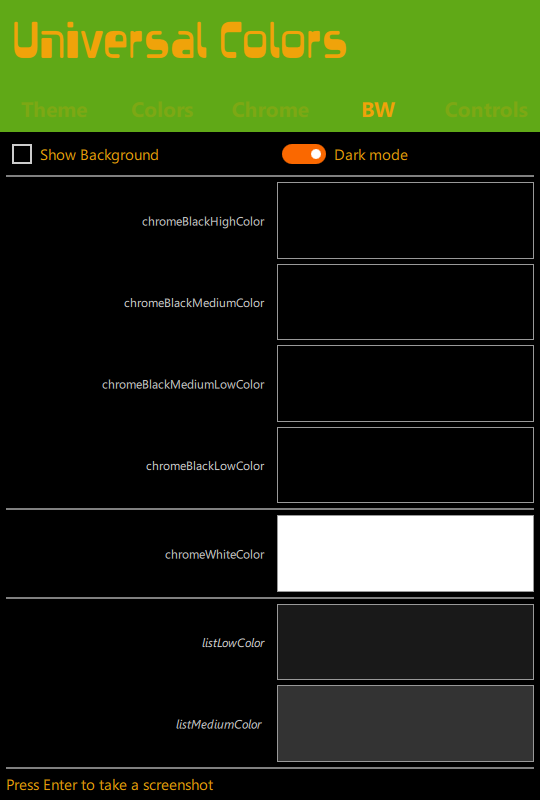 Universal Colors
Theme Colors Chrome BW Controls
Show Background Dark mode
chromeBlackHighColor
chromeBlackMediumColor
chromeBlackMediumLowColor
chromeBlackLowColor
chromeWhiteColor
listLowColor
listMediumColor
Press Enter to take a screenshot